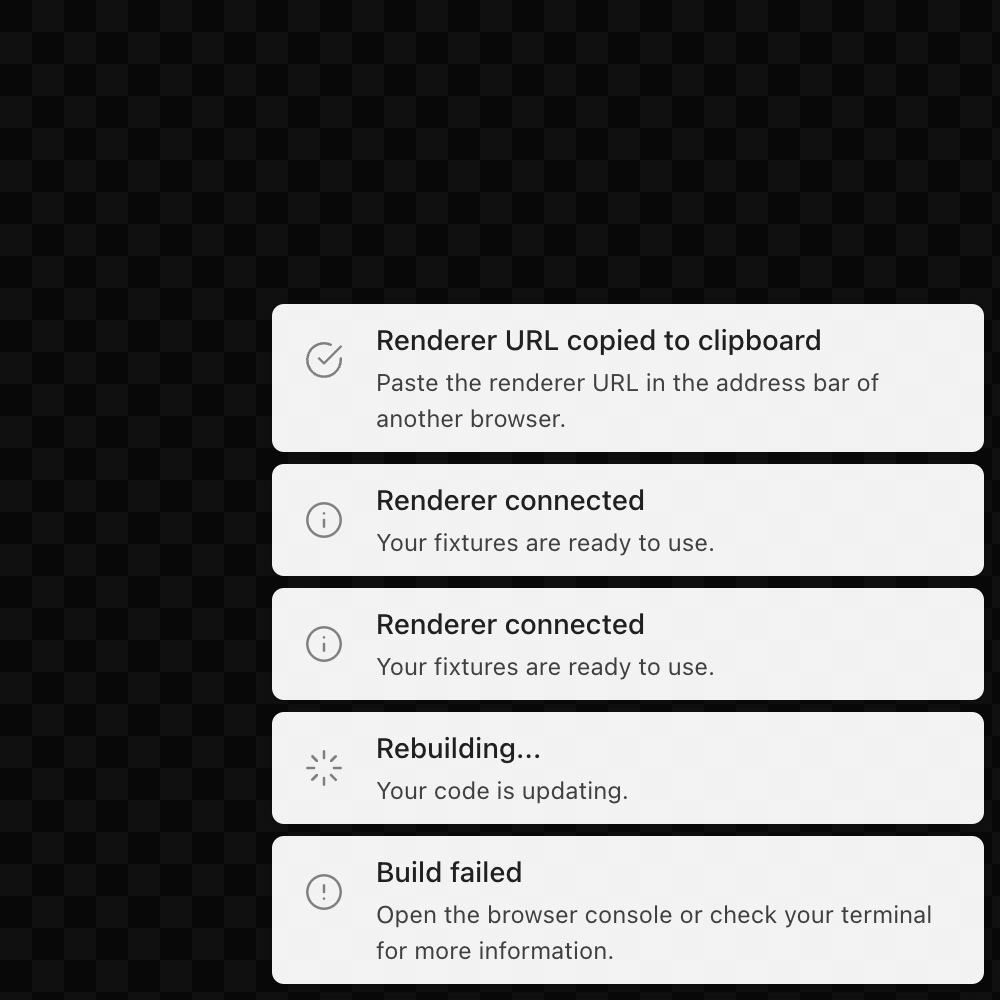 Renderer URL copied to clipboard
Paste the renderer URL in the address bar of
another browser.
Renderer connected
Your fixtures are ready to use.
Renderer connected
Your fixtures are ready to use.
Rebuilding...
Your code is updating.
Build failed
Open the browser console or check your terminal
for more information.